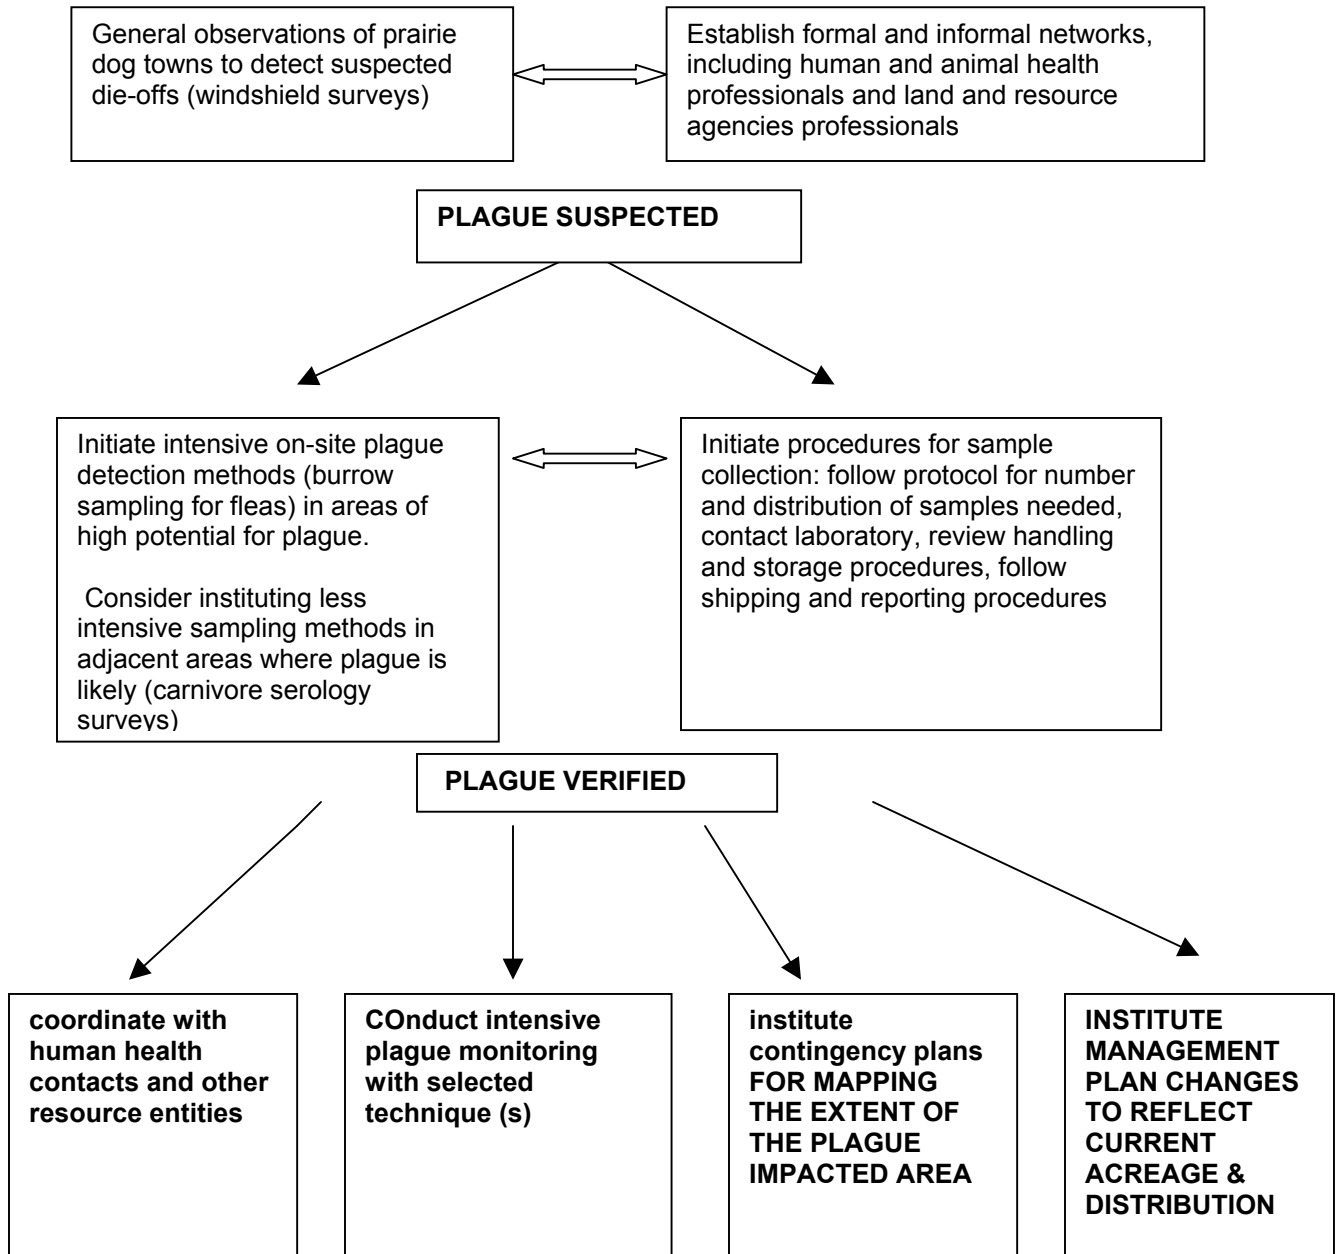 General observations of prairie
dog towns to detect suspected
die-offs (windshield surveys)
Establish formal and informal networks,
including human and animal health
professionals and land and resource
agencies professionals
PLAGUE SUSPECTED
Initiate intensive on-site plague
detection methods (burrow
sampling for fleas) in areas of
high potential for plague.
Consider instituting less
intensive sampling methods in
adjacent areas where plague is
likely (carnivore serology
surveys)
Initiate procedures for sample
collection: follow protocol for number
and distribution of samples needed,
contact laboratory, review handling
and storage procedures, follow
shipping and reporting procedures
PLAGUE VERIFIED
coordinate with
human health
contacts and other
resource entities
COnduct intensive
plague monitoring
with selected
technique (s)
institute
contingency plans
FOR MAPPING
THE EXTENT OF
THE PLAGUE
IMPACTED AREA
INSTITUTE
MANAGEMENT
PLAN CHANGES
TO REFLECT
CURRENT
ACREAGE &
DISTRIBUTION